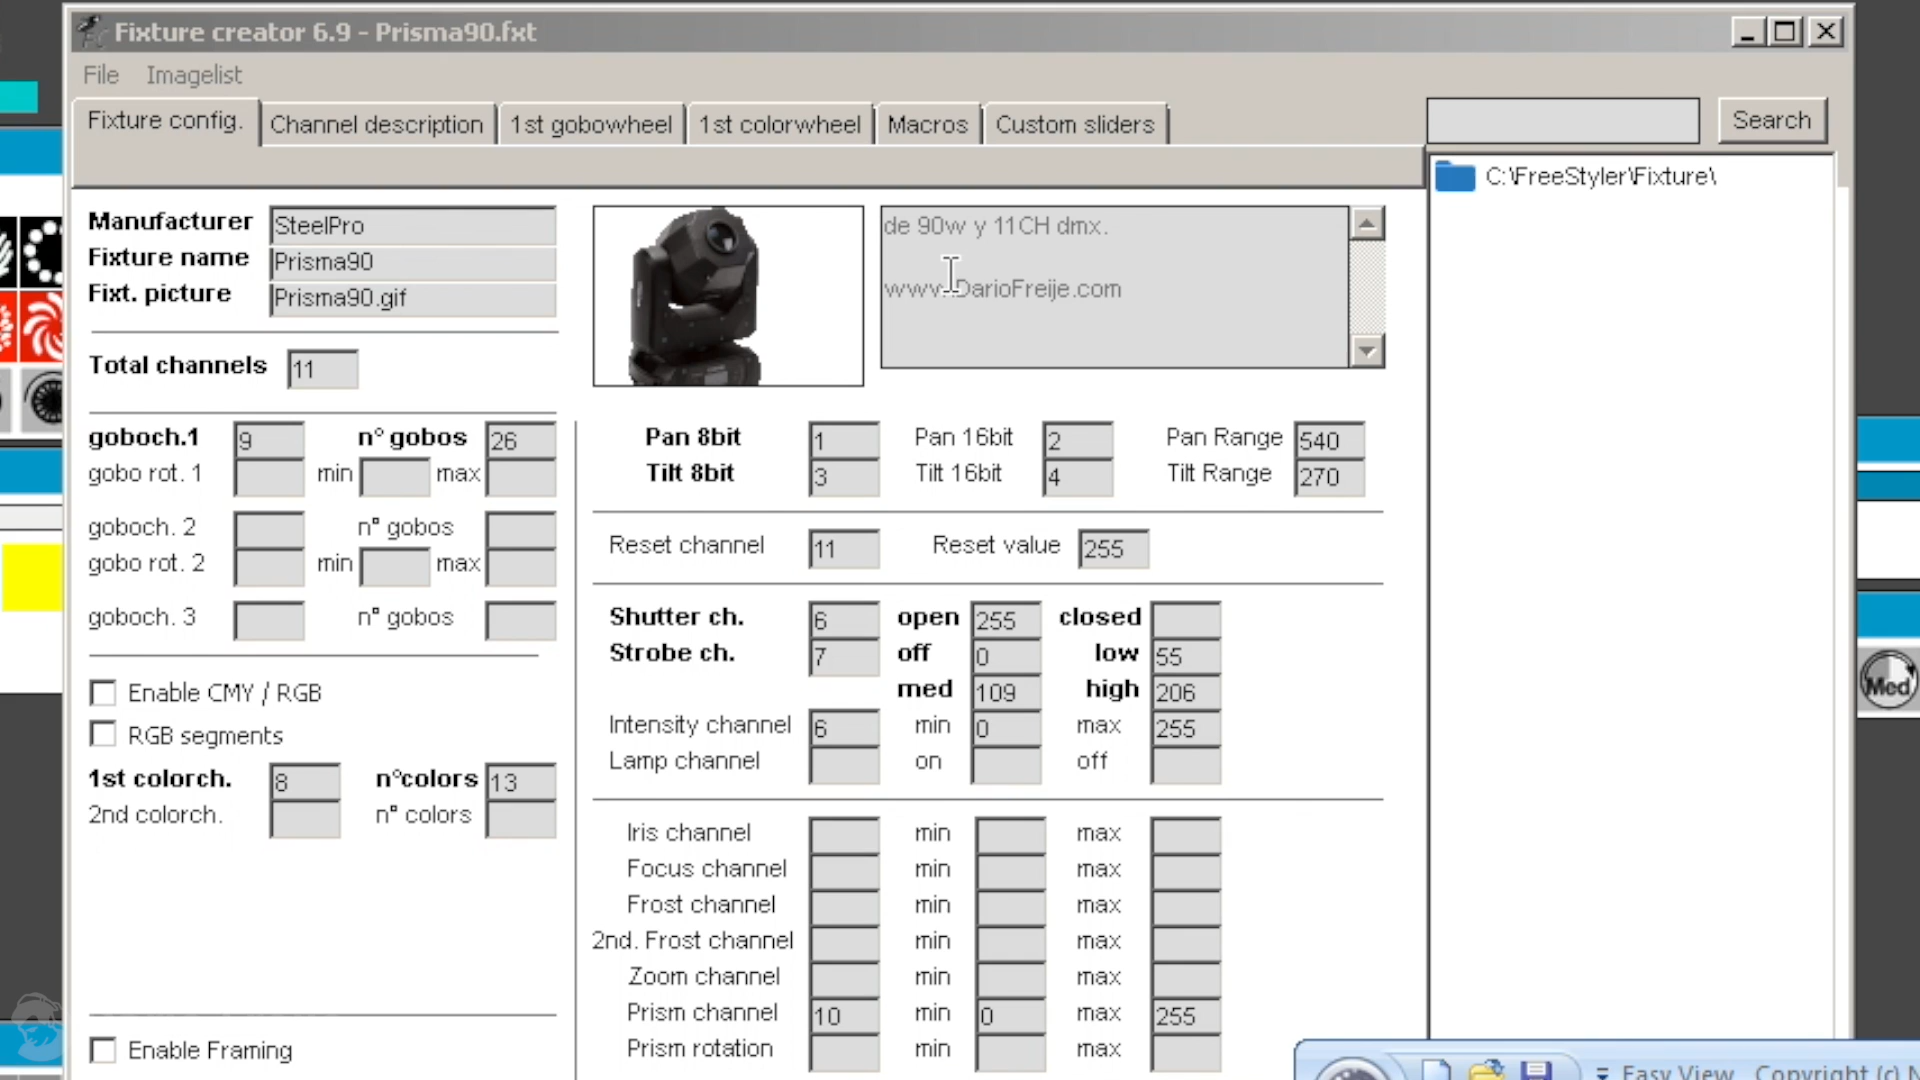 Fixture creator 6.9 - Prisma90.fxt
File Imagelist
Fixture config. Channel description 1st gobowheel 1st colorwheel Macros Custom sliders Search
C:\FreeStyler\Fixture\
Manufacturer SteelPro
Fixture name Prisma90
Fixt. picture Prisma90.gif
de 90w y 11CH dmx.
www.DarioFreije.com
Total channels 11
goboch.1 9 n° gobos 26
gobo rot. 1 min max
goboch. 2 n° gobos
gobo rot. 2 min max
goboch. 3 n° gobos
Enable CMY / RGB
RGB segments
1st colorch. 8 n°colors 13
2nd colorch. n° colors
Enable Framing
Pan 8bit 1 Pan 16bit 2 Pan Range 540
Tilt 8bit 3 Tilt 16bit 4 Tilt Range 270
Reset channel 11 Reset value 255
Shutter ch. 6 open 255 closed
Strobe ch. 7 off 0 low 55
med 109 high 206
Intensity channel 6 min 0 max 255
Lamp channel on off
Iris channel min max
Focus channel min max
Frost channel min max
2nd. Frost channel min max
Zoom channel min max
Prism channel 10 min 0 max 255
Prism rotation min max
Med
Easy View Copyright (c) N